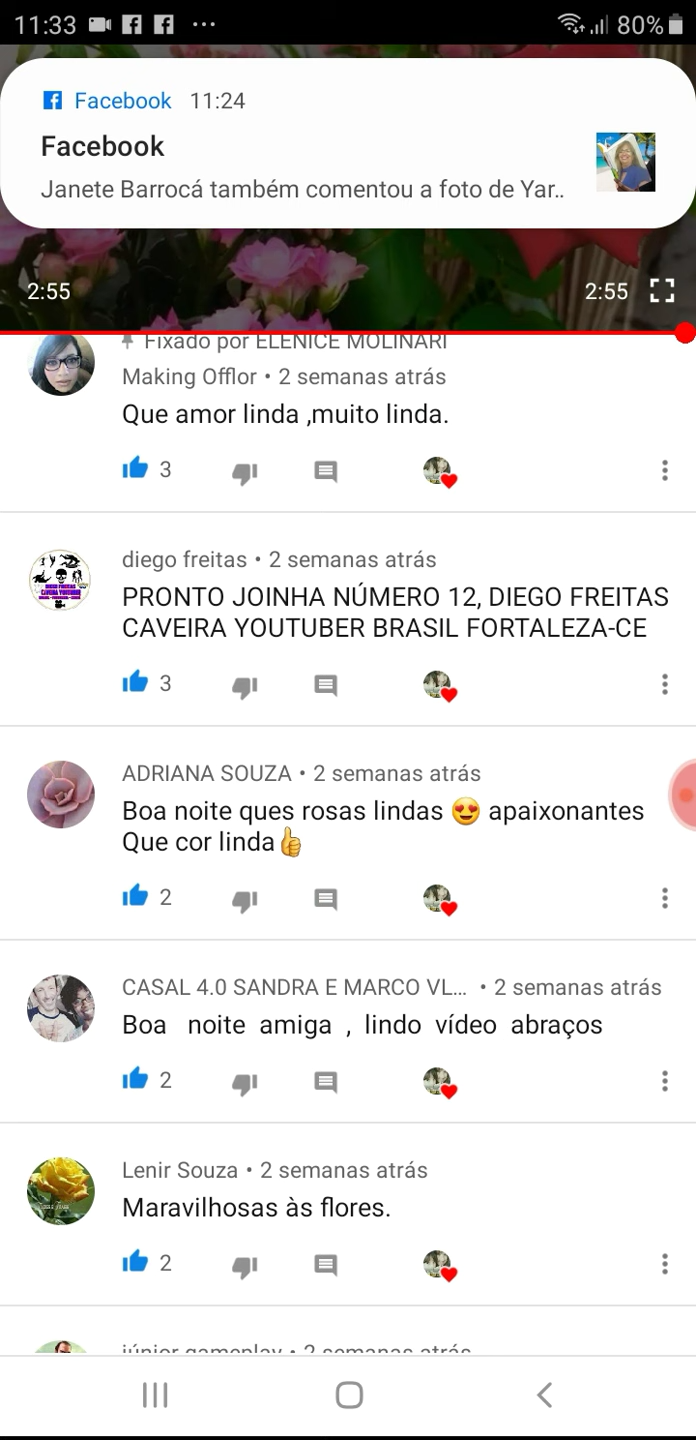 11:33 80%
Facebook 11:24
Facebook
Janete Barrocá também comentou a foto de Yar..
2:55 2:55
Fixado por ELENICE MOLINARI
Making Offlor • 2 semanas atrás
Que amor linda ,muito linda.
3
diego freitas • 2 semanas atrás
PRONTO JOINHA NÚMERO 12, DIEGO FREITAS
CAVEIRA YOUTUBER BRASIL FORTALEZA-CE
3
ADRIANA SOUZA • 2 semanas atrás
Boa noite ques rosas lindas 😍 apaixonantes
Que cor linda👍
2
CASAL 4.0 SANDRA E MARCO VL... • 2 semanas atrás
Boa noite amiga , lindo vídeo abraços
2
Lenir Souza • 2 semanas atrás
Maravilhosas às flores.
2
júnior gameplay • 2 semanas atrás